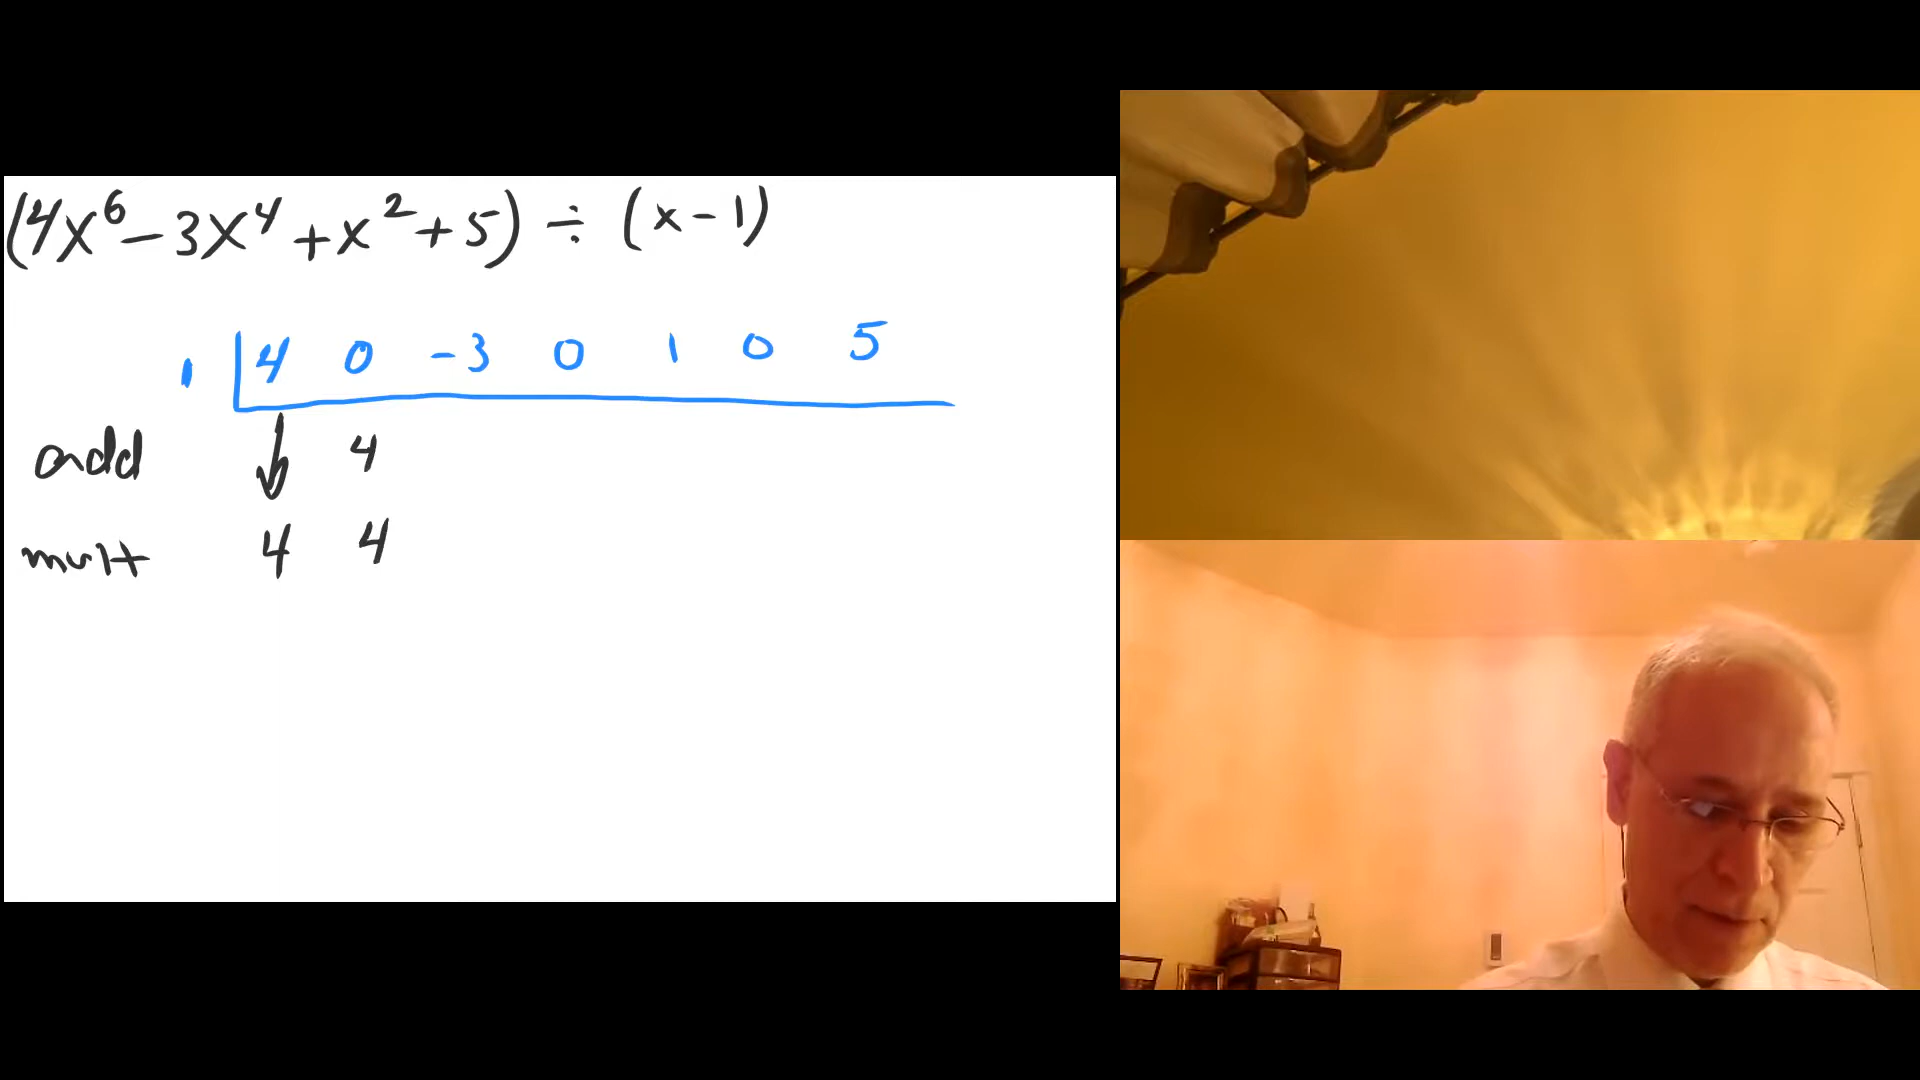 (4x⁶-3x⁴+x²+5) ÷ (x-1)
1 4 0 -3 0 1 0 5
add 4
mult 4 4